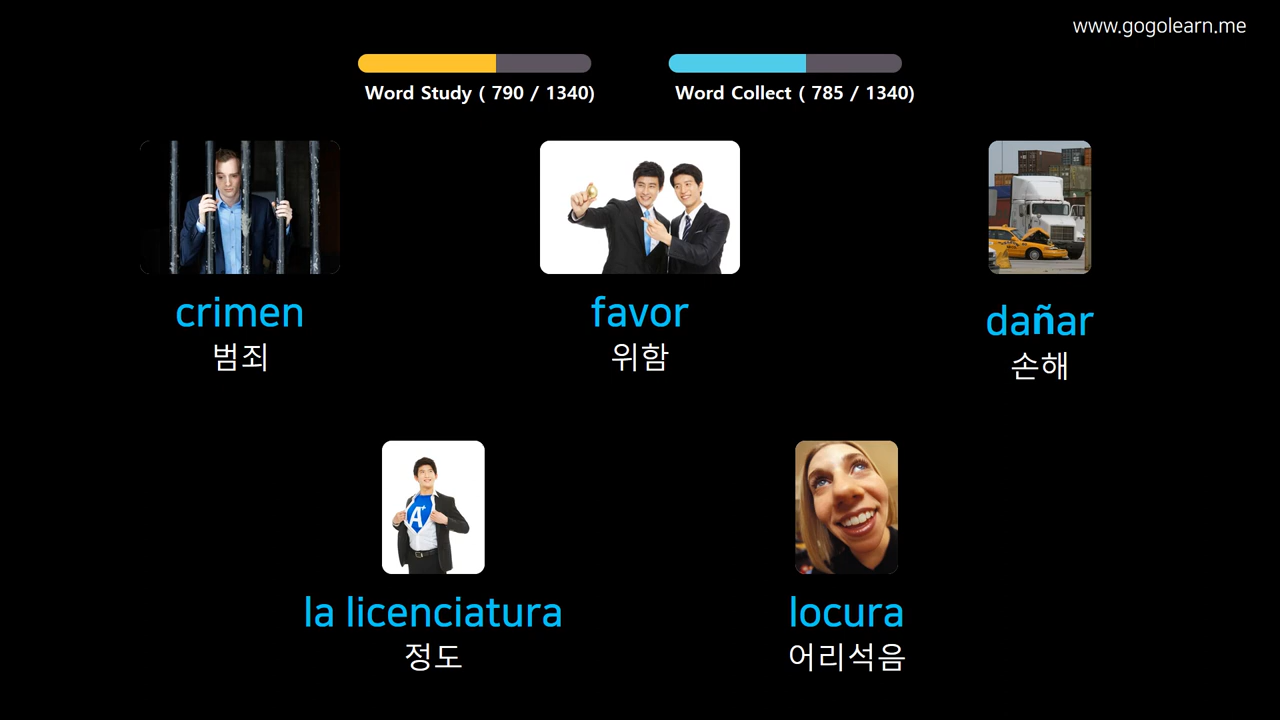 www.gogolearn.me
Word Study ( 790 / 1340)
Word Collect ( 785 / 1340)
crimen
범죄
favor
위함
dañar
손해
A+
la licenciatura
정도
locura
어리석음